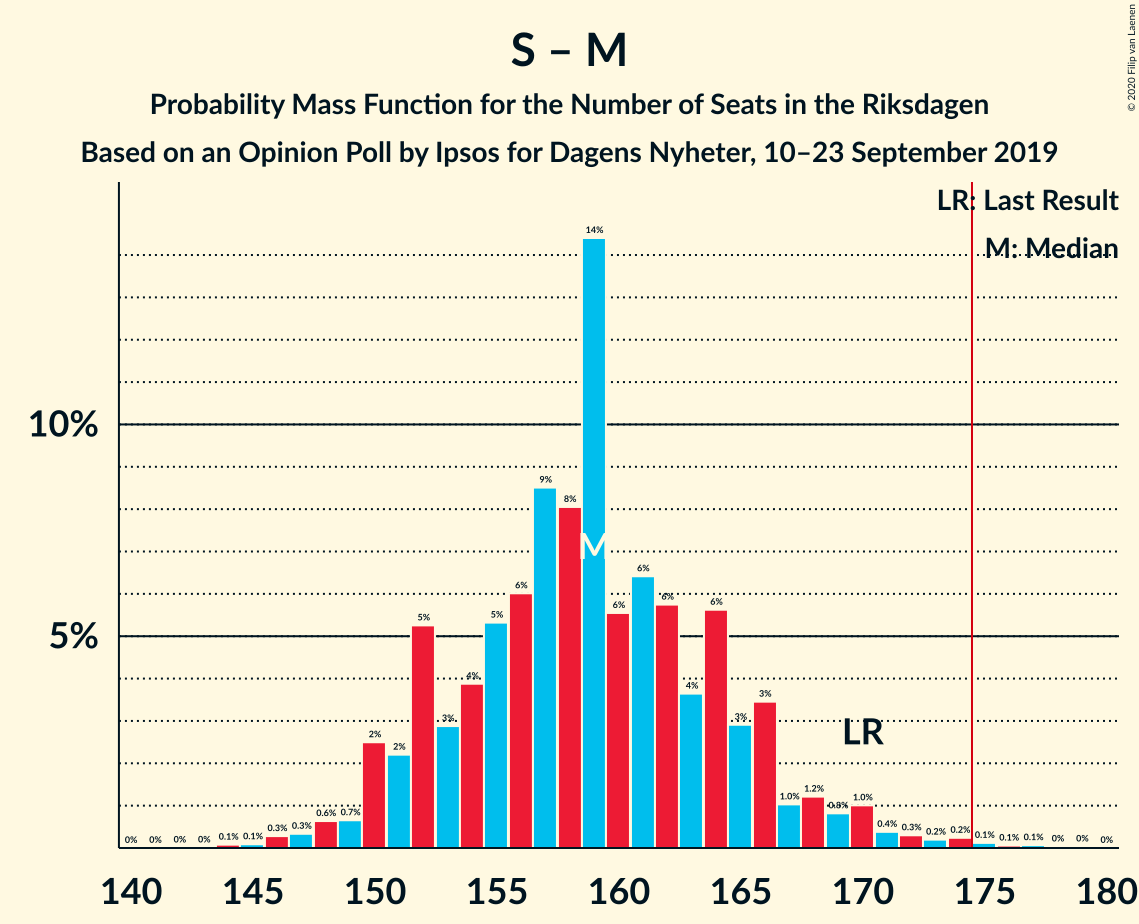 S – M
Probability Mass Function for the Number of Seats in the Riksdagen
Based on an Opinion Poll by Ipsos for Dagens Nyheter, 10–23 September 2019
© 2020 Filip van Laenen
LR: Last Result
M: Median
10%
5%
0% 0% 0% 0% 0.1% 0.1% 0.3% 0.3% 0.6% 0.7% 2% 2% 5% 3% 4% 5% 6% 9% 8% 14% 6% 6% 6% 4% 6% 3% 3% 1.0% 1.2% 0.8% 1.0% 0.4% 0.3% 0.2% 0.2% 0.1% 0.1% 0.1% 0% 0% 0%
M
LR
140 145 150 155 160 165 170 175 180